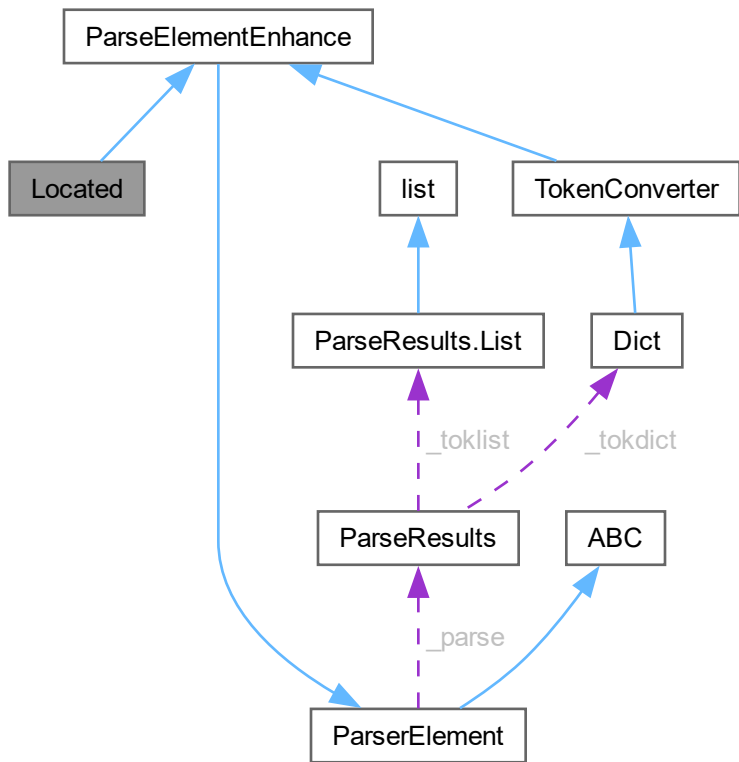 ParseElementEnhance
Located
list
TokenConverter
ParseResults.List
Dict
_toklist
_tokdict
ParseResults
ABC
_parse
ParserElement